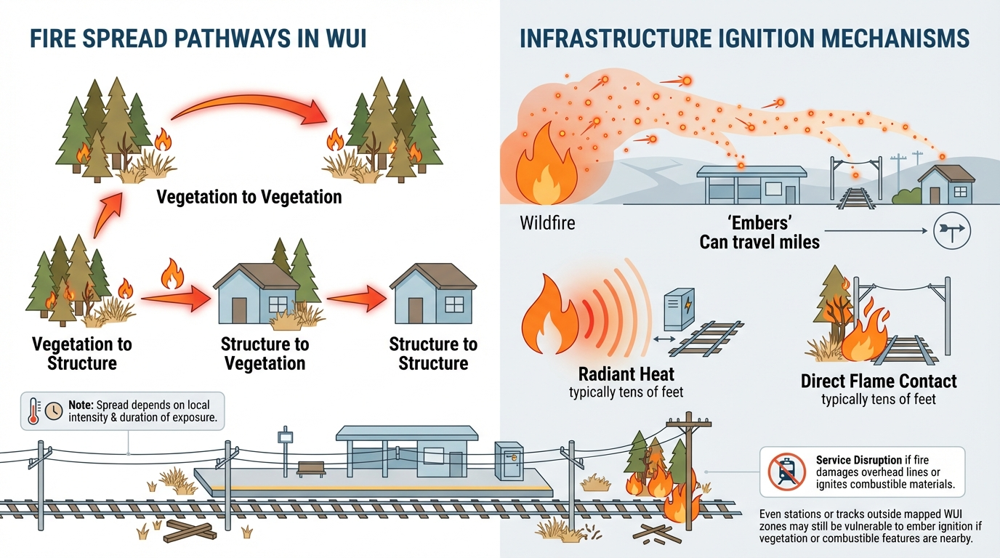 FIRE SPREAD PATHWAYS IN WUI
Vegetation to Vegetation
Vegetation to
Structure
Structure to
Vegetation
Structure to
Structure
Note: Spread depends on local
intensity & duration of exposure.
INFRASTRUCTURE IGNITION MECHANISMS
Wildfire
‘Embers’
Can travel miles
Radiant Heat
typically tens of feet
Direct Flame Contact
typically tens of feet
Service Disruption if fire
damages overhead lines or
ignites combustible materials.
Even stations or tracks outside mapped WUI
zones may still be vulnerable to ember ignition if
vegetation or combustible features are nearby.